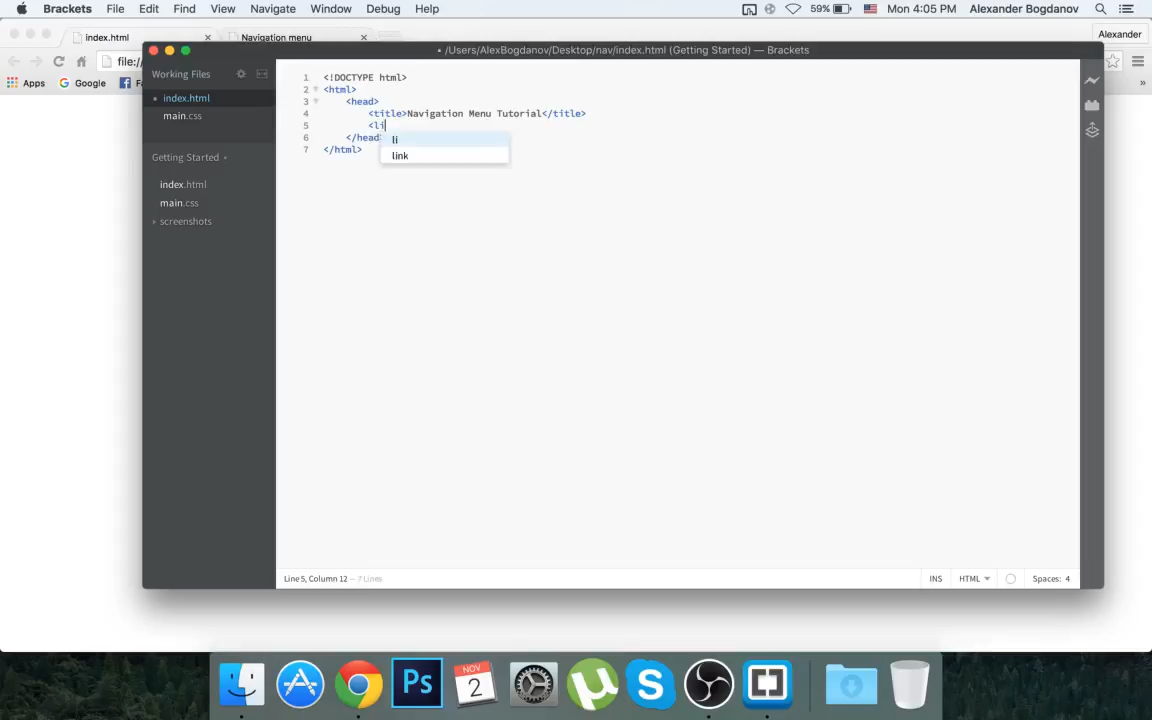 Brackets File Edit Find View Navigate Window Debug Help 59% Mon 4:05 PM Alexander Bogdanov
index.html × Navigation menu × Alexander
• /Users/AlexBogdanov/Desktop/nav/index.html (Getting Started) — Brackets
file:/
Apps Google Fa »
Working Files
index.html
main.css
Getting Started
index.html
main.css
screenshots
1 <!DOCTYPE html>
2 <html>
3 <head>
4 <title>Navigation Menu Tutorial</title>
5 <li
6 </head>
7 </html>
li
link
Line 5, Column 12 — 7 Lines INS HTML Spaces: 4
Ps NOV 2 µ S